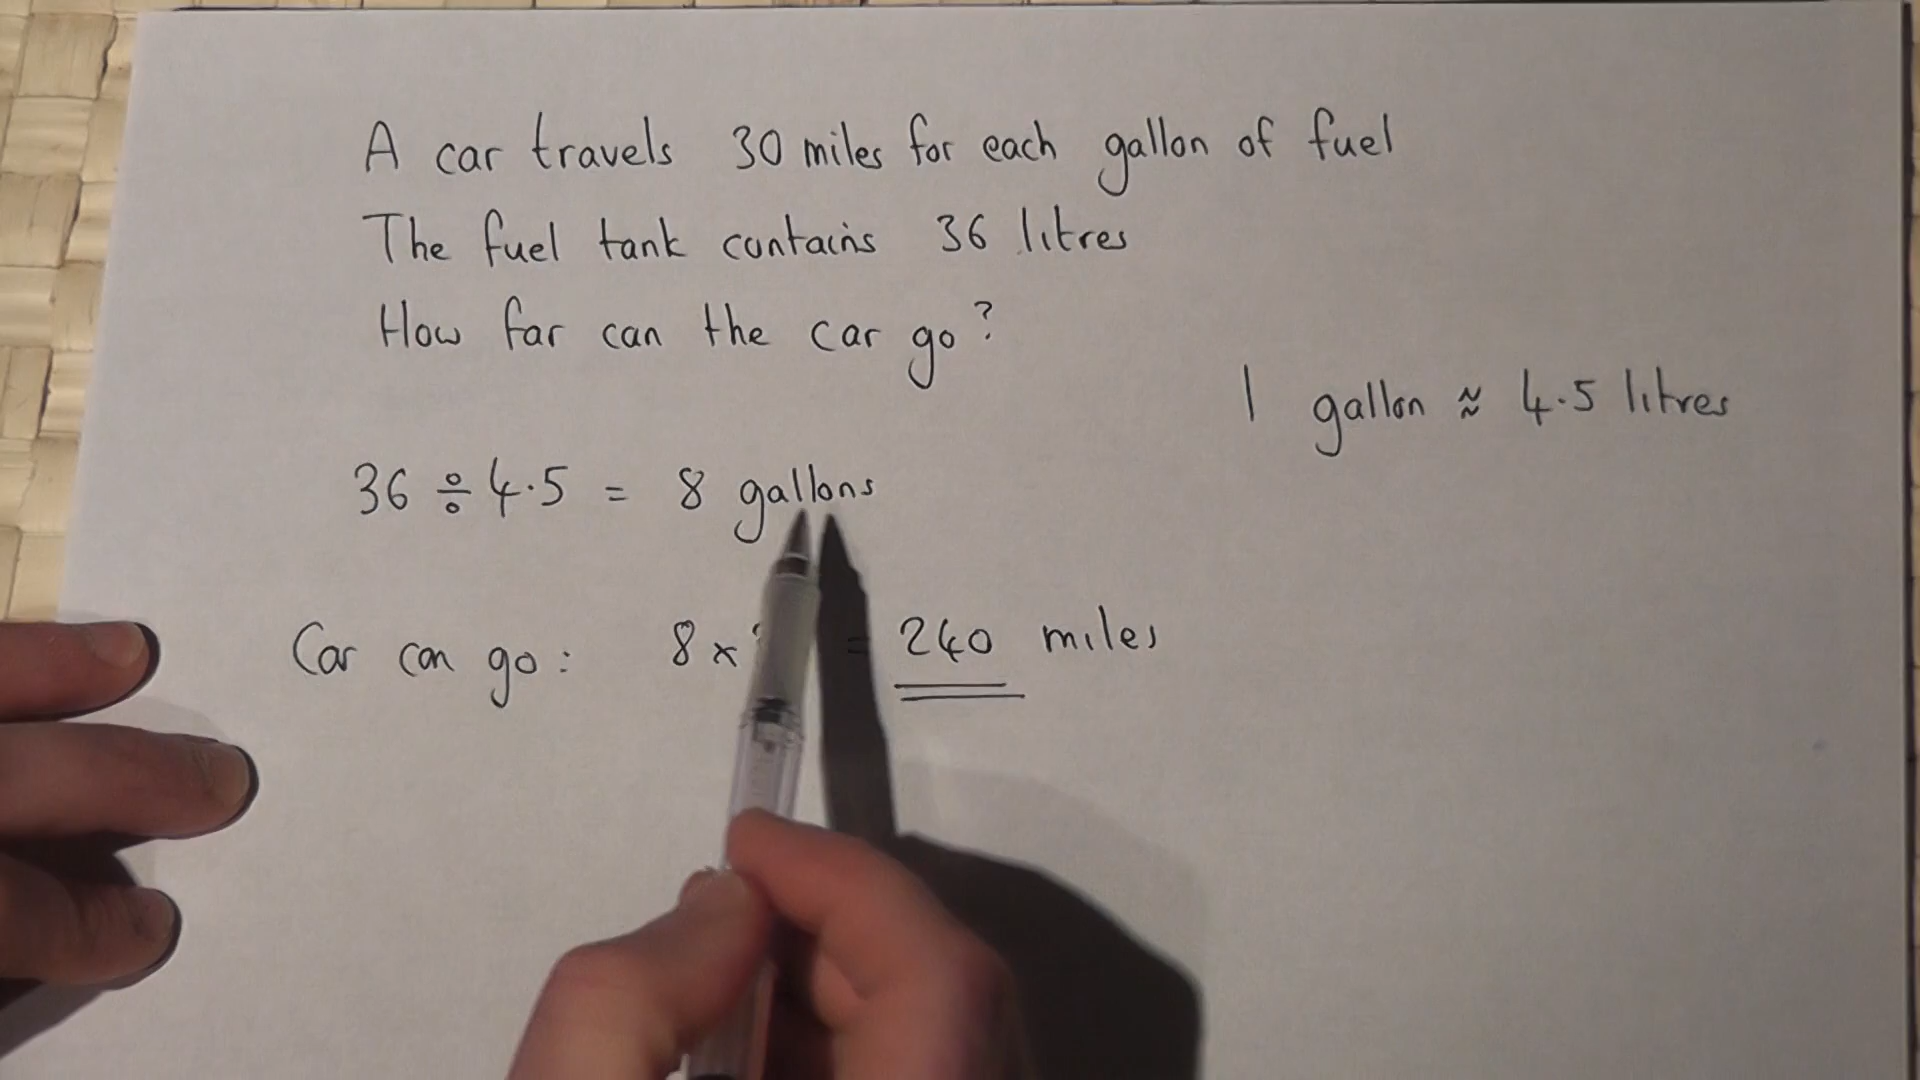 A car travels 30 miles for each gallon of fuel
The fuel tank contains 36 litres
How far can the car go?
1 gallon ≈ 4.5 litres
36 ÷ 4.5 = 8 gallons
Car can go: 8 × = 240 miles